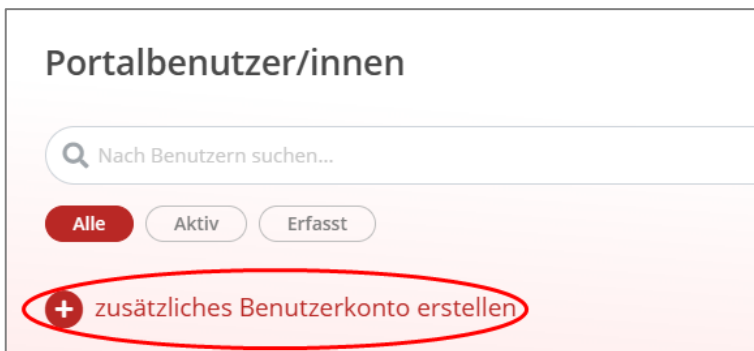 Portalbenutzer/innen
Nach Benutzern suchen...
Alle Aktiv Erfasst
zusätzliches Benutzerkonto erstellen